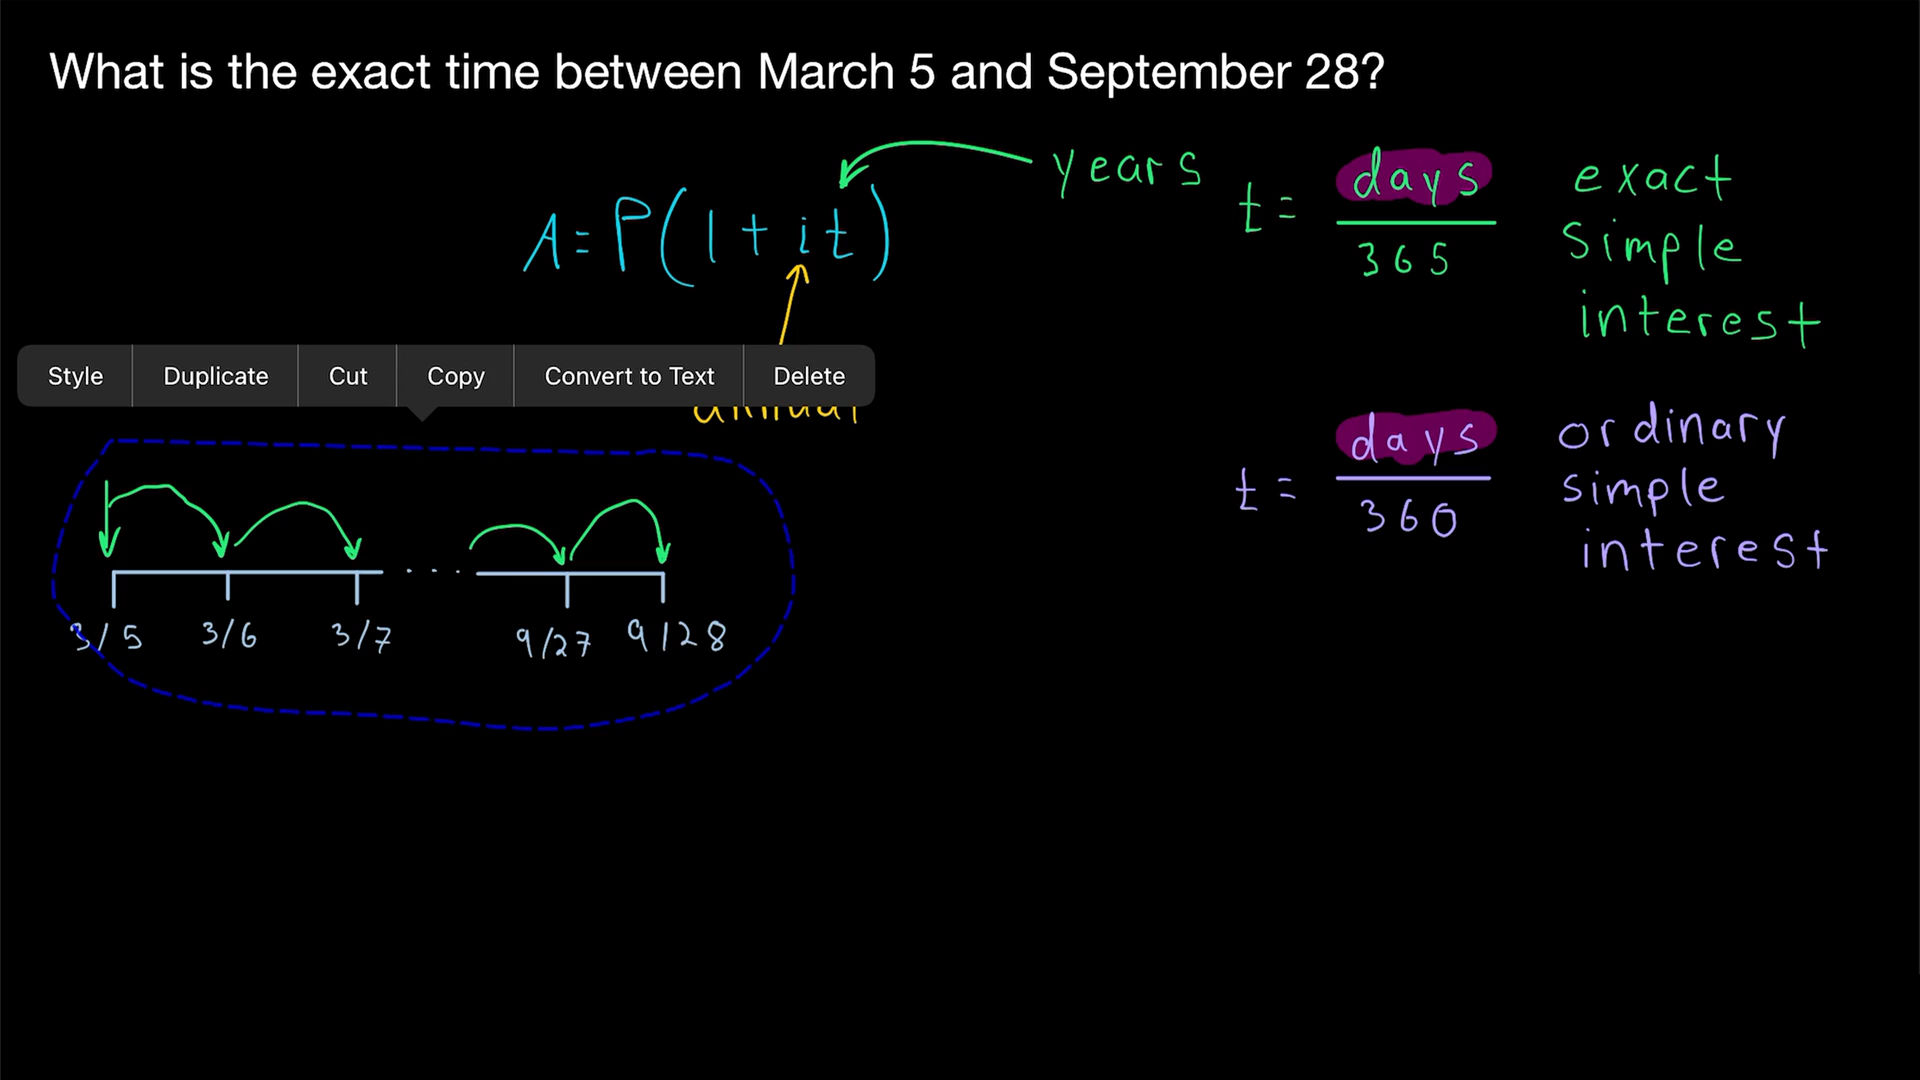 What is the exact time between March 5 and September 28?
A = P(1 + it)
years
t = days / 365
exact
simple
interest
Style Duplicate Cut Copy Convert to Text Delete
annual
t = days / 360
ordinary
simple
interest
3/5 3/6 3/7 ... 9/27 9/28